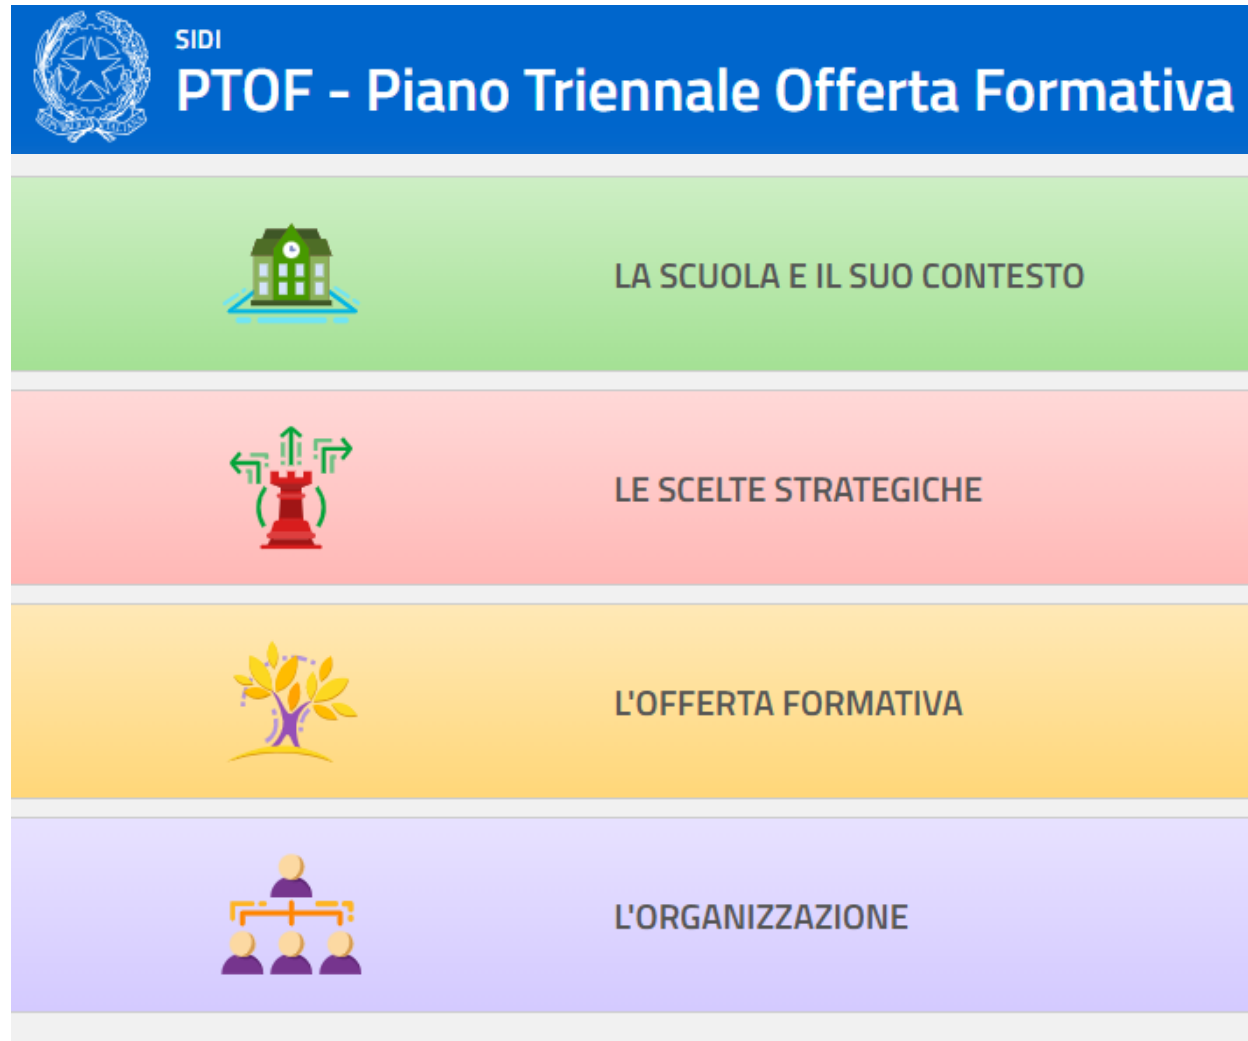 SIDI
PTOF - Piano Triennale Offerta Formativa
LA SCUOLA E IL SUO CONTESTO
LE SCELTE STRATEGICHE
L'OFFERTA FORMATIVA
L'ORGANIZZAZIONE